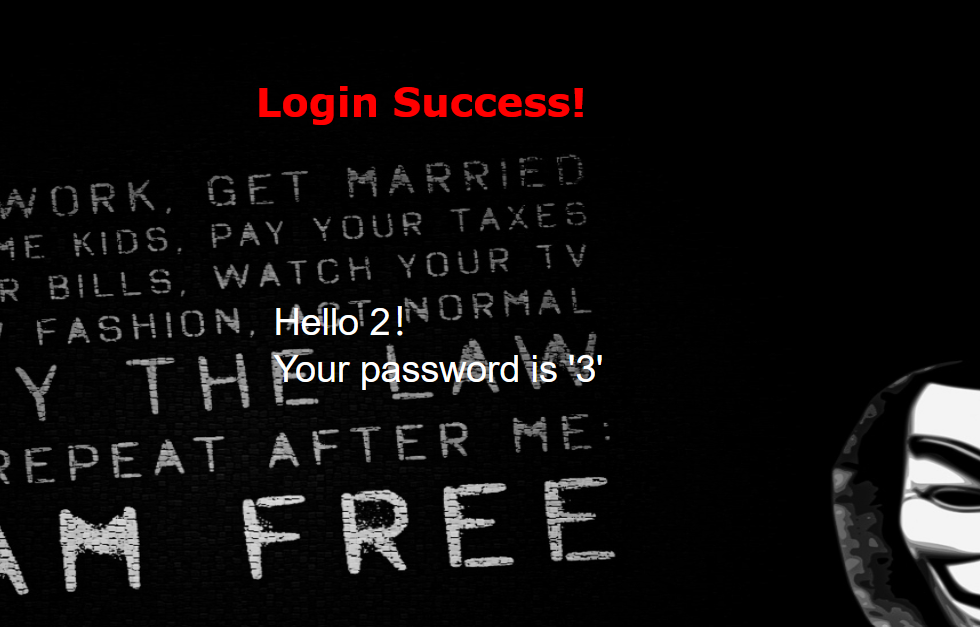 Login Success!
WORK, GET MARRIED
ME KIDS, PAY YOUR TAXES
R BILLS, WATCH YOUR TV
FASHION, ACT NORMAL
Hello 2！
Y THE LAW
Your password is '3'
REPEAT AFTER ME:
AM FREE